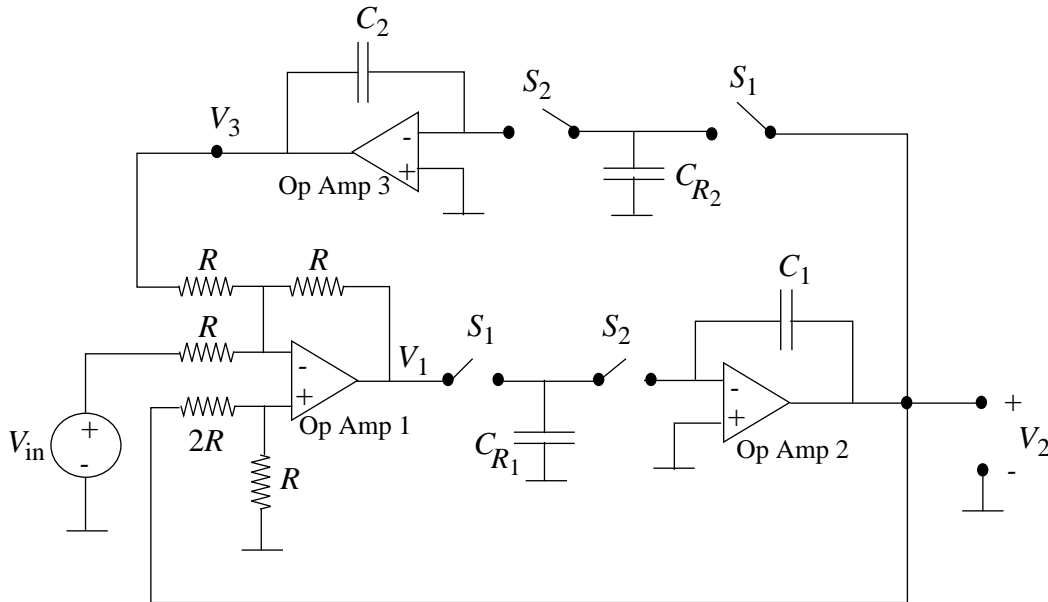 C2
S2
S1
V3
-
+
Op Amp 3
CR2
R
R
C1
R
V1
S1
S2
-
+
Op Amp 1
-
+
Op Amp 2
+
V2
-
Vin
+
-
2R
R
CR1